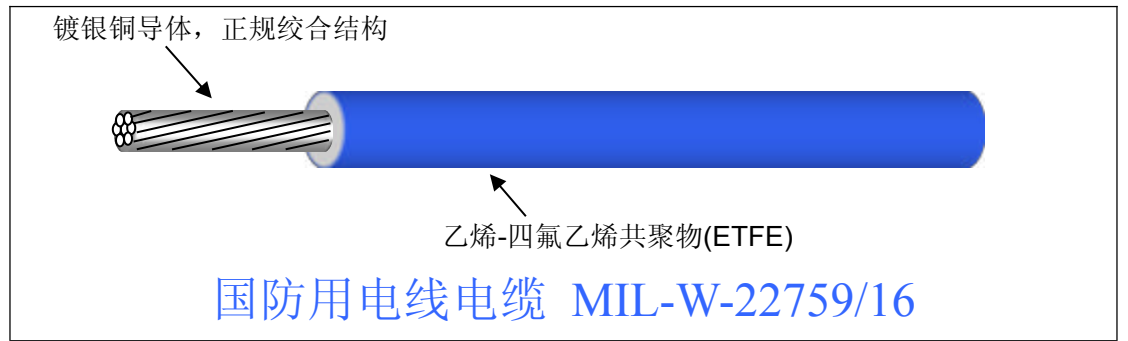 镀银铜导体，正规绞合结构
乙烯-四氟乙烯共聚物(ETFE)
国防用电线电缆 MIL-W-22759/16